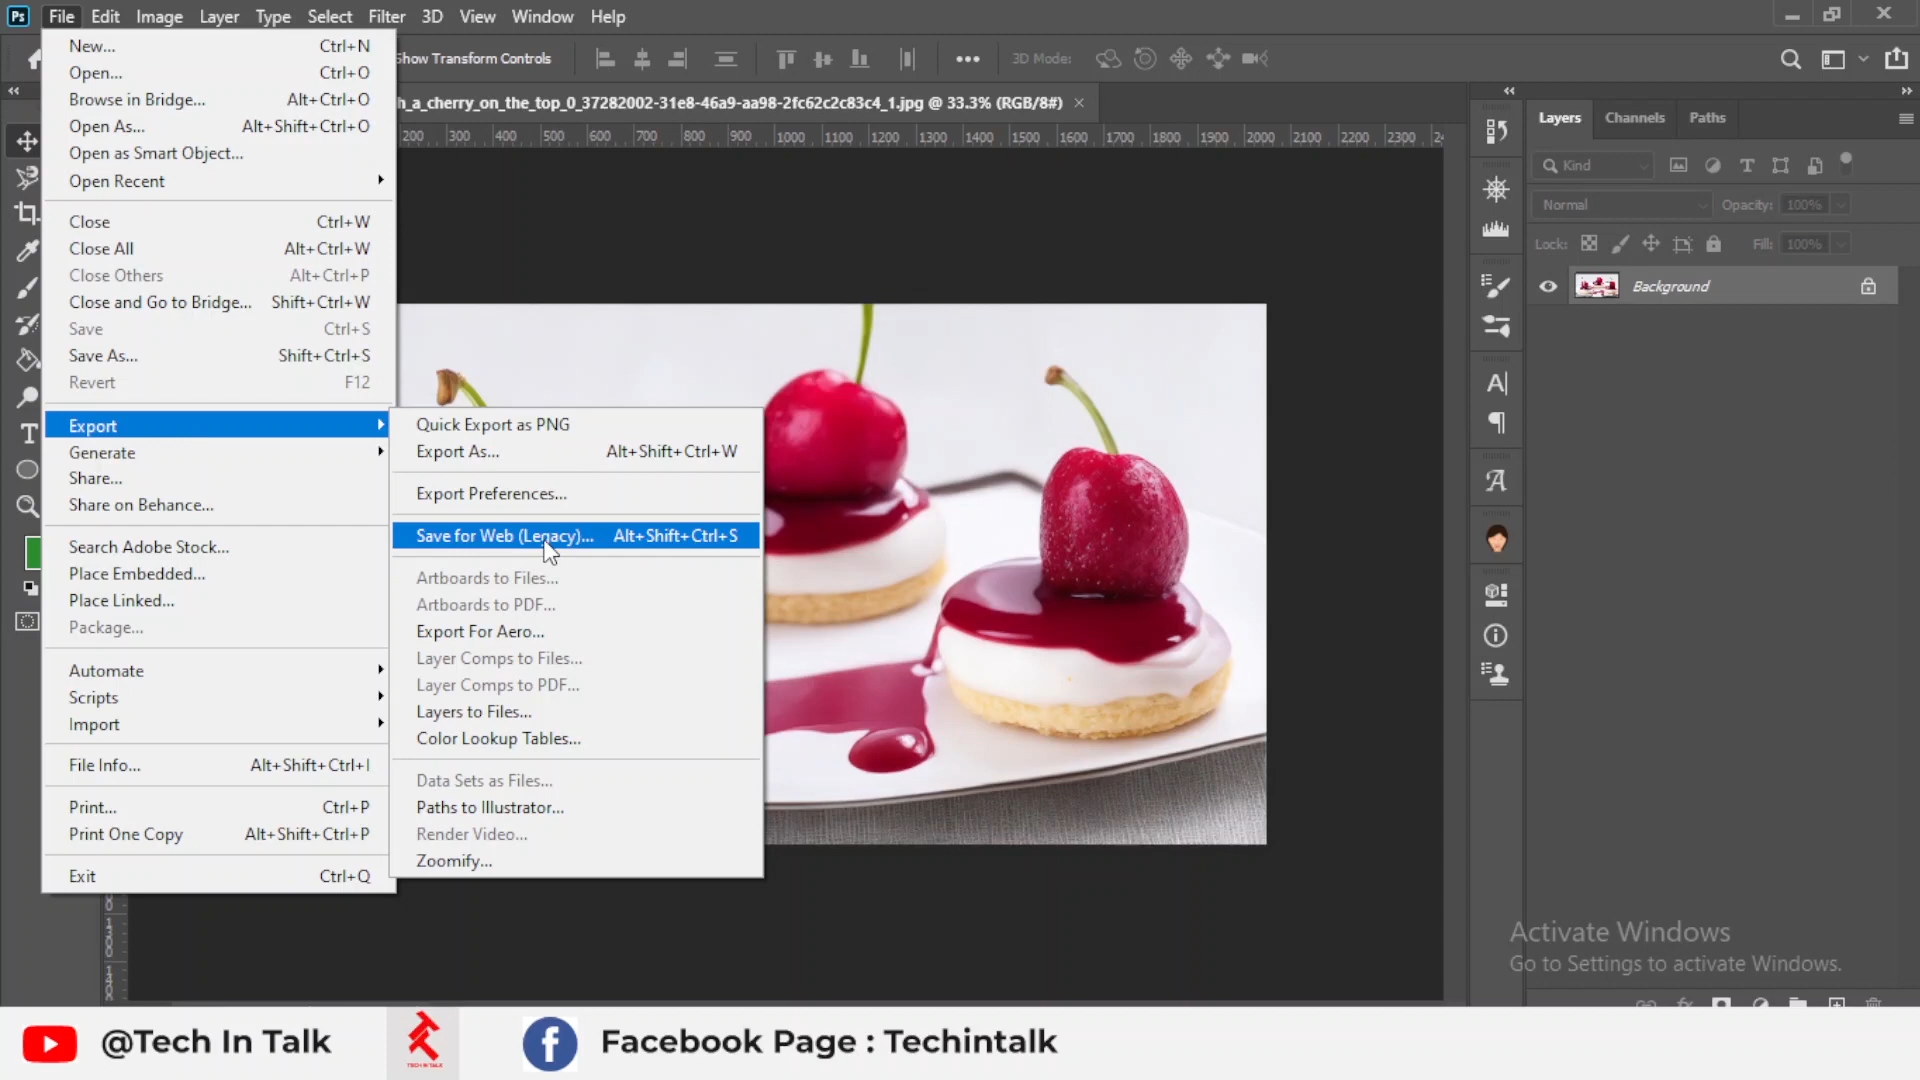 Ps File Edit Image Layer Type Select Filter 3D View Window Help
Show Transform Controls 3D Mode:
h_a_cherry_on_the_top_0_37282002-31e8-46a9-aa98-2fc62c2c83c4_1.jpg @ 33.3% (RGB/8#)
200 300 400 500 600 700 800 900 1000 1100 1200 1300 1400 1500 1600 1700 1800 1900 2000 2100 2200 2300
New... Ctrl+N
Open... Ctrl+O
Browse in Bridge... Alt+Ctrl+O
Open As... Alt+Shift+Ctrl+O
Open as Smart Object...
Open Recent
Close Ctrl+W
Close All Alt+Ctrl+W
Close Others Alt+Ctrl+P
Close and Go to Bridge... Shift+Ctrl+W
Save Ctrl+S
Save As... Shift+Ctrl+S
Revert F12
Export
Generate
Share...
Share on Behance...
Search Adobe Stock...
Place Embedded...
Place Linked...
Package...
Automate
Scripts
Import
File Info... Alt+Shift+Ctrl+I
Print... Ctrl+P
Print One Copy Alt+Shift+Ctrl+P
Exit Ctrl+Q
Quick Export as PNG
Export As... Alt+Shift+Ctrl+W
Export Preferences...
Save for Web (Legacy)... Alt+Shift+Ctrl+S
Artboards to Files...
Artboards to PDF...
Export For Aero...
Layer Comps to Files...
Layer Comps to PDF...
Layers to Files...
Color Lookup Tables...
Data Sets as Files...
Paths to Illustrator...
Render Video...
Zoomify...
Layers Channels Paths
Kind
Normal Opacity: 100%
Lock: Fill: 100%
Background
Activate Windows
Go to Settings to activate Windows.
@Tech In Talk
TECH IN TALK
Facebook Page : Techintalk